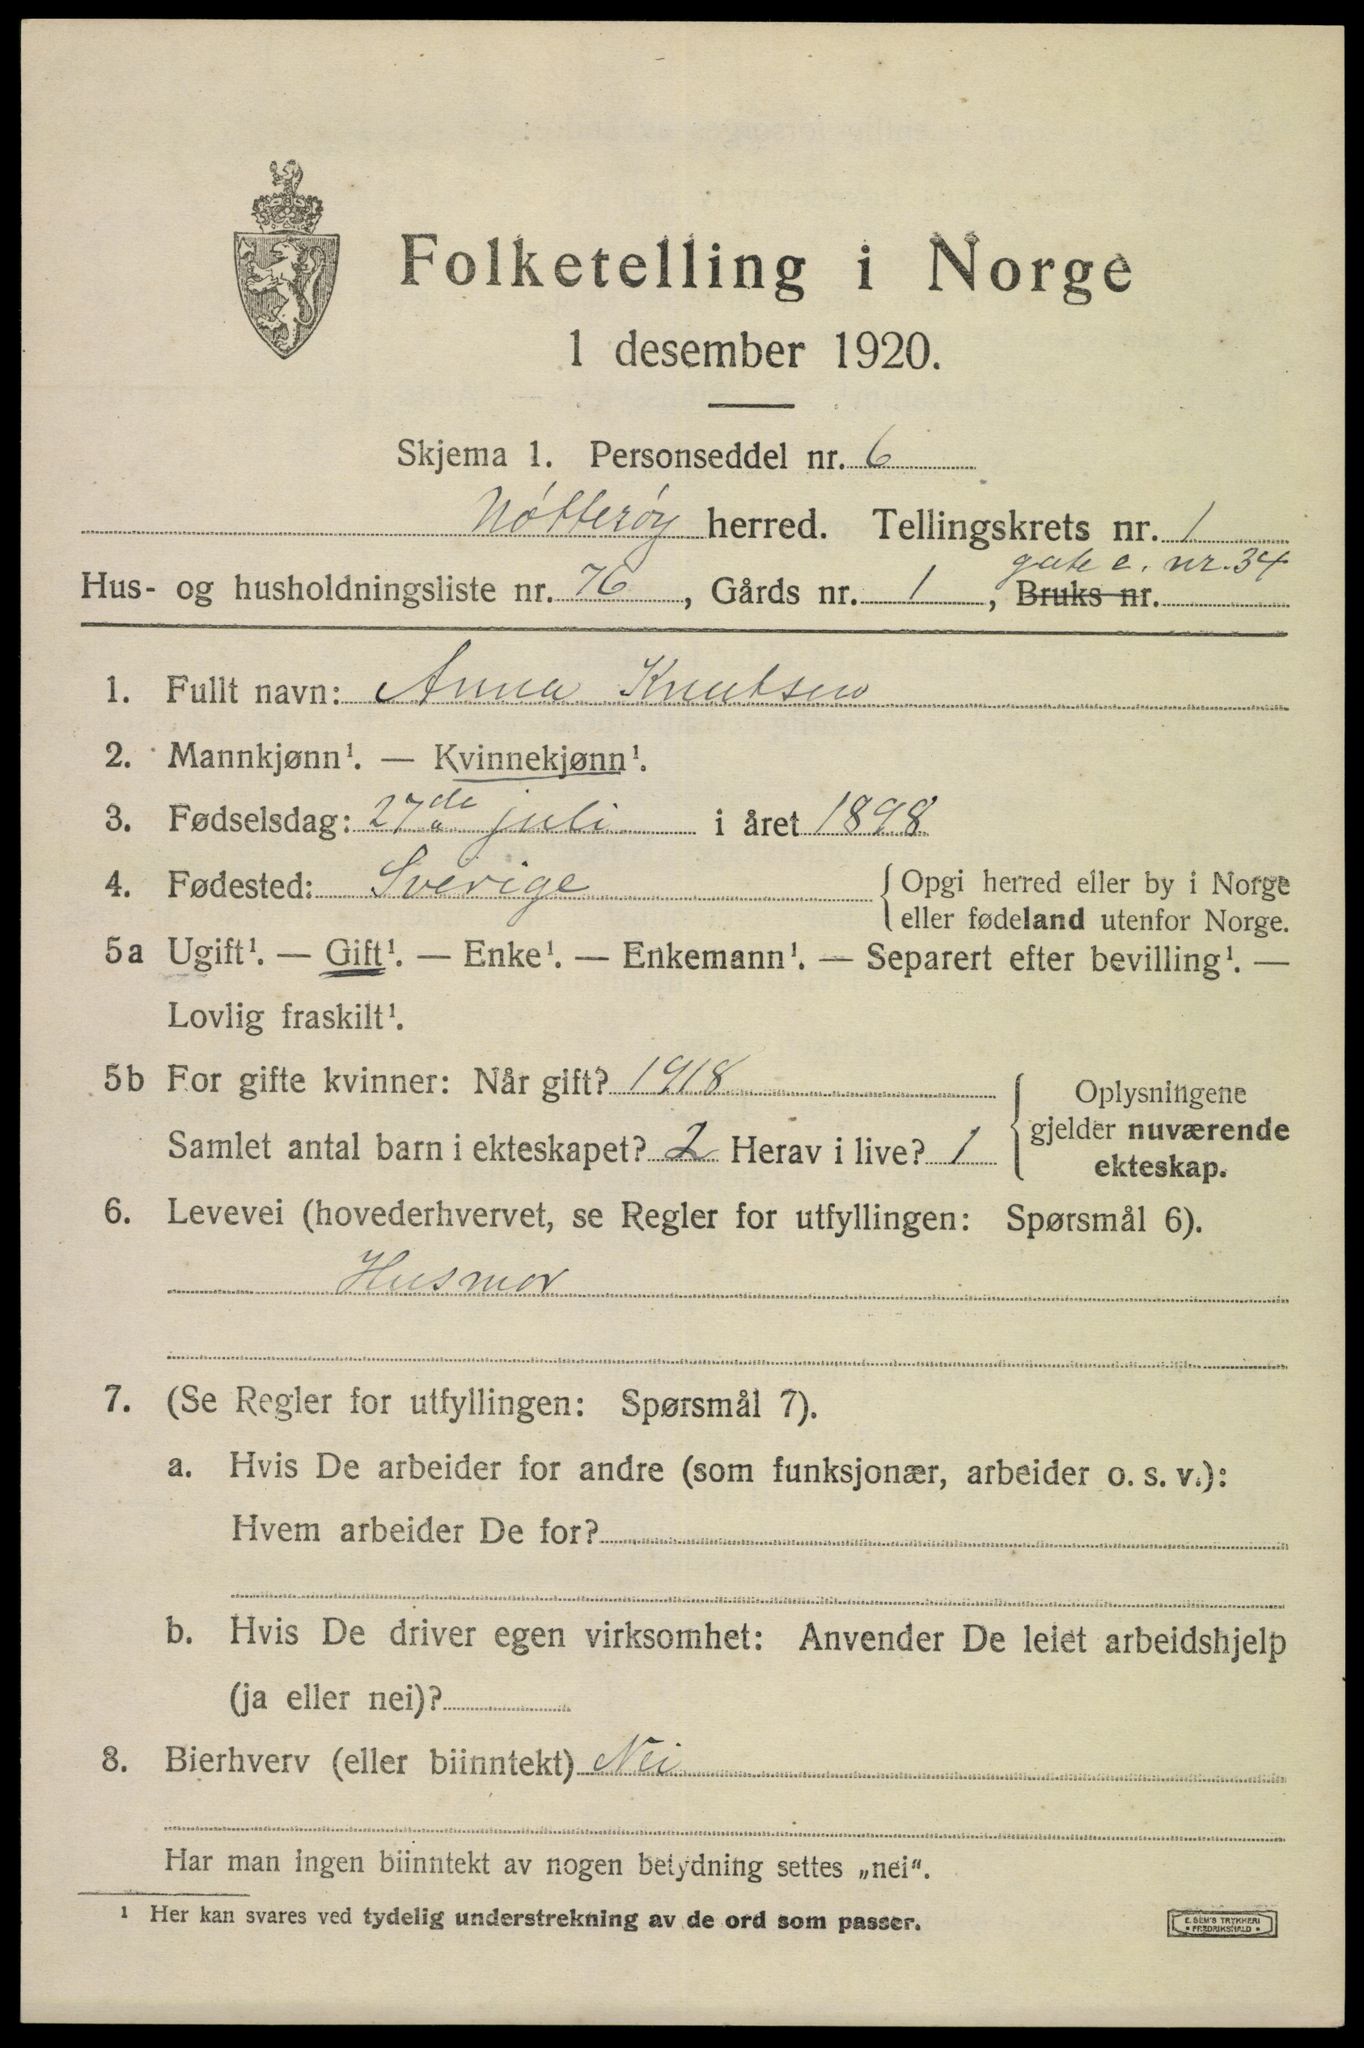 Folketelling i Norge
1 desember 1920.
Skjema 1. Personseddel nr. 6
Nøtterøy herred. Tellingskrets nr. 1
gate c. nr. 34
Hus- og husholdningsliste nr. 76, Gårds nr. 1, Bruks nr.
1. Fullt navn: Anna Knutsen
2. Mannkjønn¹. — Kvinnekjønn¹.
3. Fødselsdag: 27de juli i året 1898
4. Fødested: Sverige { Opgi herred eller by i Norge
eller fødeland utenfor Norge.
5a Ugift¹. — Gift¹. — Enke¹. — Enkemann¹. — Separert efter bevilling¹. —
Lovlig fraskilt¹.
5b For gifte kvinner: Når gift? 1918
Samlet antal barn i ekteskapet? 2 Herav i live? 1
{ Oplysningene
gjelder nuværende
ekteskap.
6. Levevei (hovederhvervet, se Regler for utfyllingen: Spørsmål 6).
Husmor
7. (Se Regler for utfyllingen: Spørsmål 7).
a. Hvis De arbeider for andre (som funksjonær, arbeider o. s. v.):
Hvem arbeider De for?
b. Hvis De driver egen virksomhet: Anvender De leiet arbeidshjelp
(ja eller nei)?
8. Bierhverv (eller biinntekt) Nei
Har man ingen biinntekt av nogen betydning settes „nei“.
1 Her kan svares ved tydelig understrekning av de ord som passer.
E. SEM'S TRYKKERI
• FREDRIKSHALD •